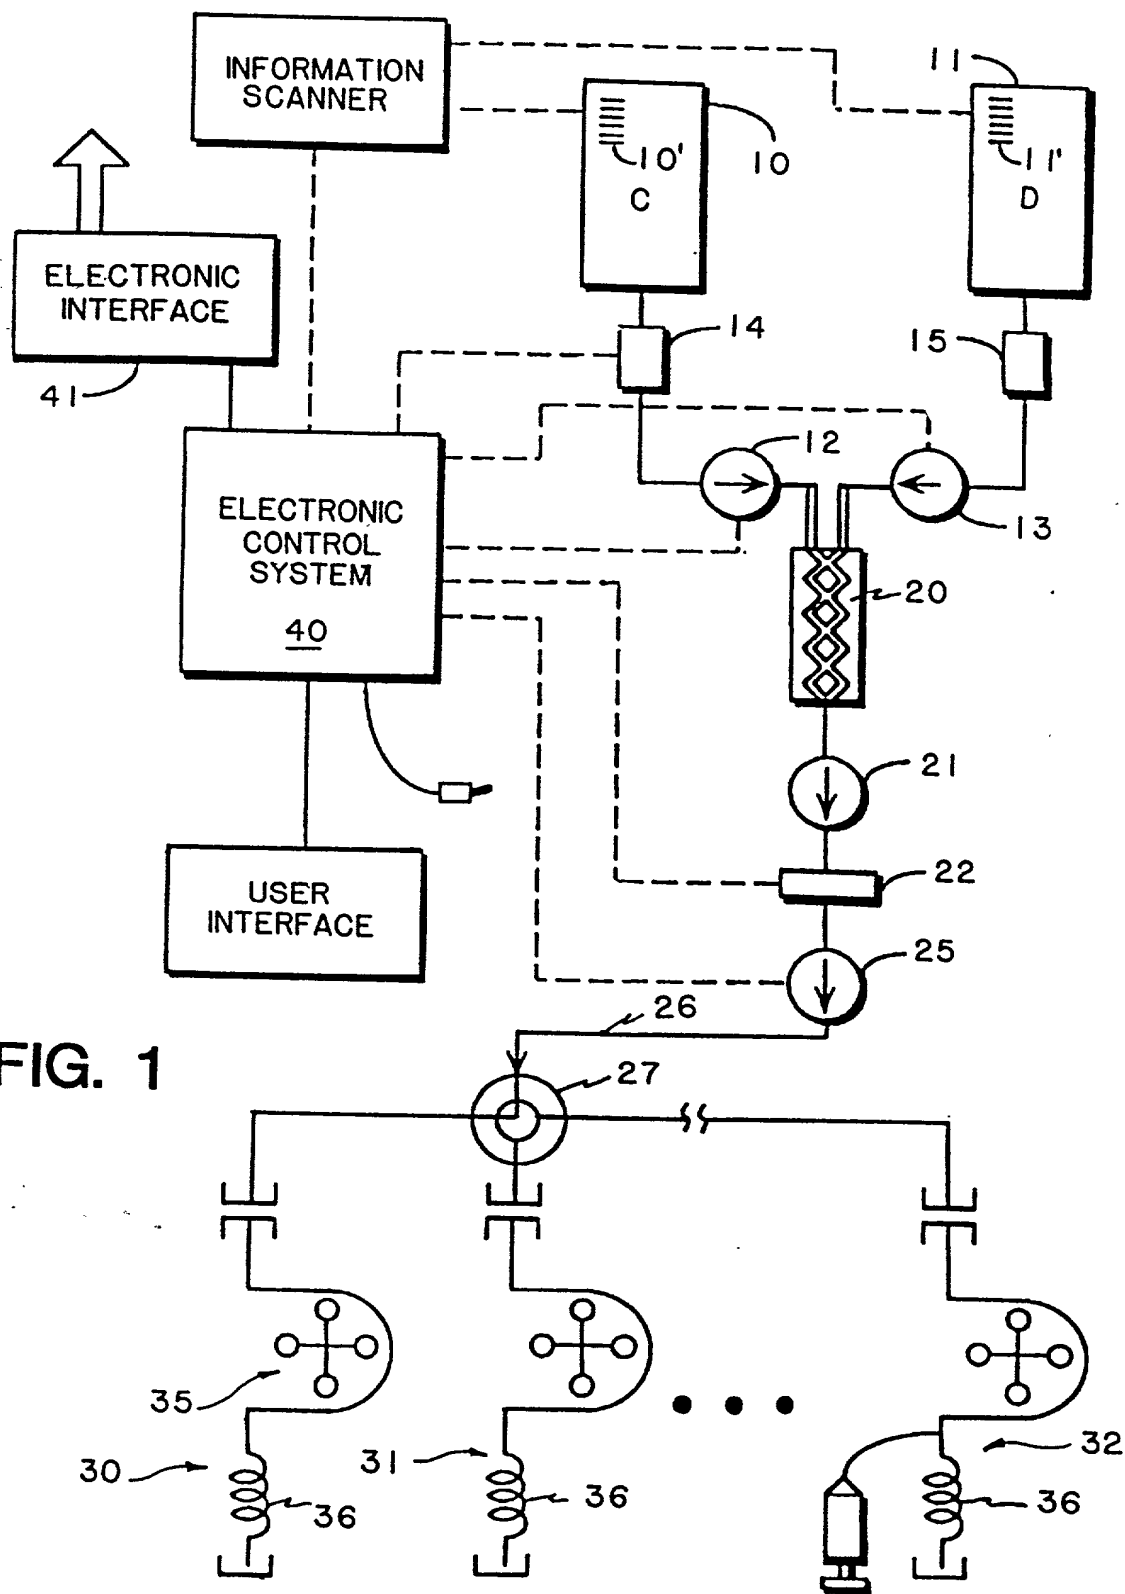 INFORMATION
SCANNER
10'
C
10
11
11'
D
ELECTRONIC
INTERFACE
41
14
15
12
13
ELECTRONIC
CONTROL
SYSTEM
40
20
21
22
25
USER
INTERFACE
26
FIG. 1
27
35
30
36
31
36
32
36